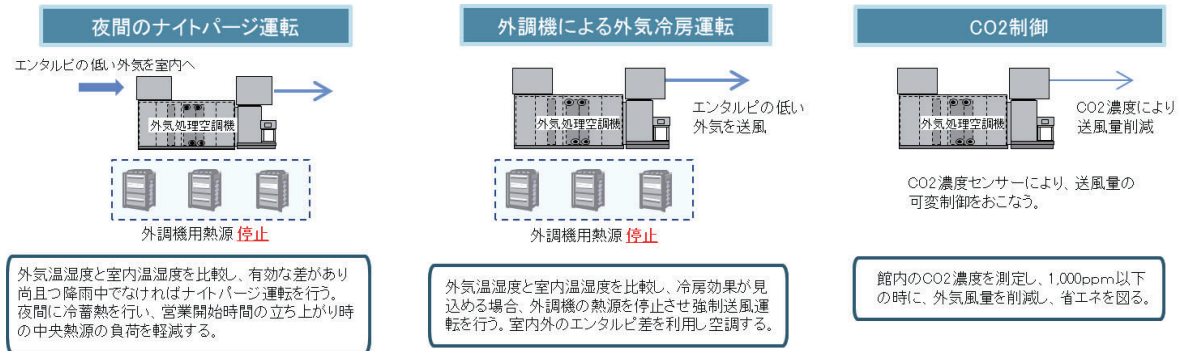 夜間のナイトパージ運転
エンタルピの低い外気を室内へ
外気処理空調機
外調機用熱源 停止
外気温湿度と室内温湿度を比較し、有効な差があり
尚且つ降雨中でなければナイトパージ運転を行う。
夜間に冷蓄熱を行い、営業開始時間の立ち上がり時
の中央熱源の負荷を軽減する。
外調機による外気冷房運転
外気処理空調機
エンタルピの低い
外気を送風
外調機用熱源 停止
外気温湿度と室内温湿度を比較し、冷房効果が見
込める場合、外調機の熱源を停止させ強制送風運
転を行う。室内外のエンタルピ差を利用し空調する。
CO2制御
外気処理空調機
CO2濃度により
送風量削減
CO2濃度センサーにより、送風量の
可変制御をおこなう。
館内のCO2濃度を測定し、1,000ppm以下
の時に、外気風量を削減し、省エネを図る。